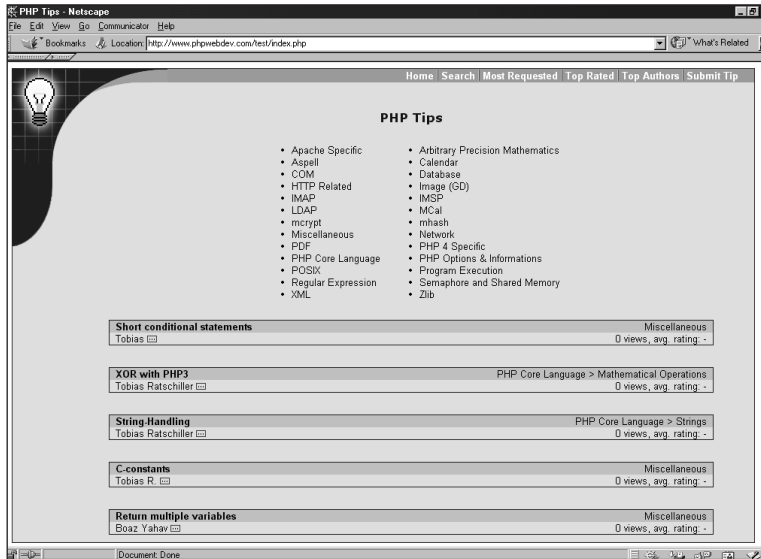 PHP Tips - Netscape
File Edit View Go Communicator Help
Bookmarks Location: http://www.phpwebdev.com/test/index.php What's Related
Home Search Most Requested Top Rated Top Authors Submit Tip
PHP Tips
• Apache Specific • Arbitrary Precision Mathematics
• Aspell • Calendar
• COM • Database
• HTTP Related • Image (GD)
• IMAP • IMSP
• LDAP • MCal
• mcrypt • mhash
• Miscellaneous • Network
• PDF • PHP 4 Specific
• PHP Core Language • PHP Options & Informations
• POSIX • Program Execution
• Regular Expression • Semaphore and Shared Memory
• XML • Zlib
Short conditional statements Miscellaneous
Tobias 0 views, avg. rating: -
XOR with PHP3 PHP Core Language > Mathematical Operations
Tobias Ratschiller 0 views, avg. rating: -
String-Handling PHP Core Language > Strings
Tobias Ratschiller 0 views, avg. rating: -
C-constants Miscellaneous
Tobias R. 0 views, avg. rating: -
Return multiple variables Miscellaneous
Boaz Yahav 0 views, avg. rating: -
Document: Done